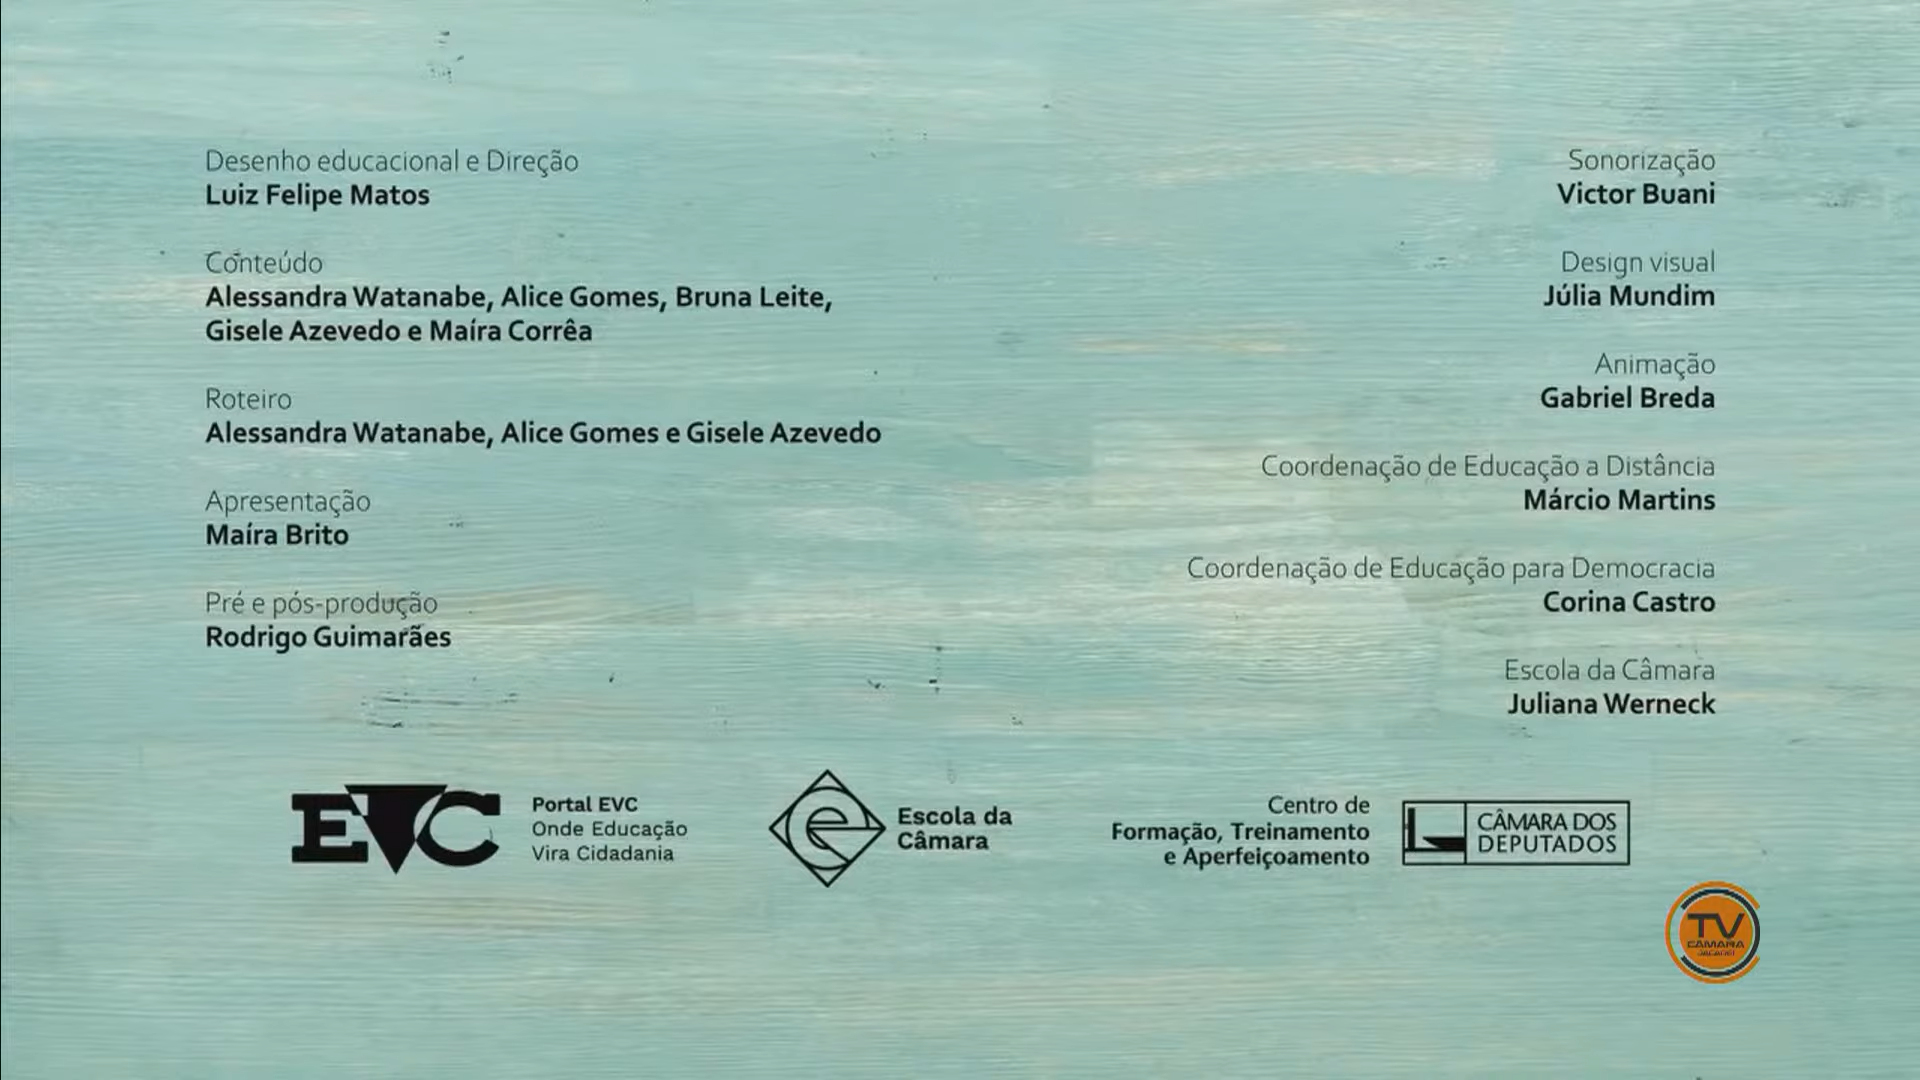 Desenho educacional e Direção
Luiz Felipe Matos
Conteúdo
Alessandra Watanabe, Alice Gomes, Bruna Leite,
Gisele Azevedo e Maíra Corrêa
Roteiro
Alessandra Watanabe, Alice Gomes e Gisele Azevedo
Apresentação
Maíra Brito
Pré e pós-produção
Rodrigo Guimarães
Sonorização
Victor Buani
Design visual
Júlia Mundim
Animação
Gabriel Breda
Coordenação de Educação a Distância
Márcio Martins
Coordenação de Educação para Democracia
Corina Castro
Escola da Câmara
Juliana Werneck
EVC
Portal EVC
Onde Educação
Vira Cidadania
e
Escola da
Câmara
Centro de
Formação, Treinamento
e Aperfeiçoamento
CÂMARA DOS
DEPUTADOS
TV
CÂMARA
JACAREÍ